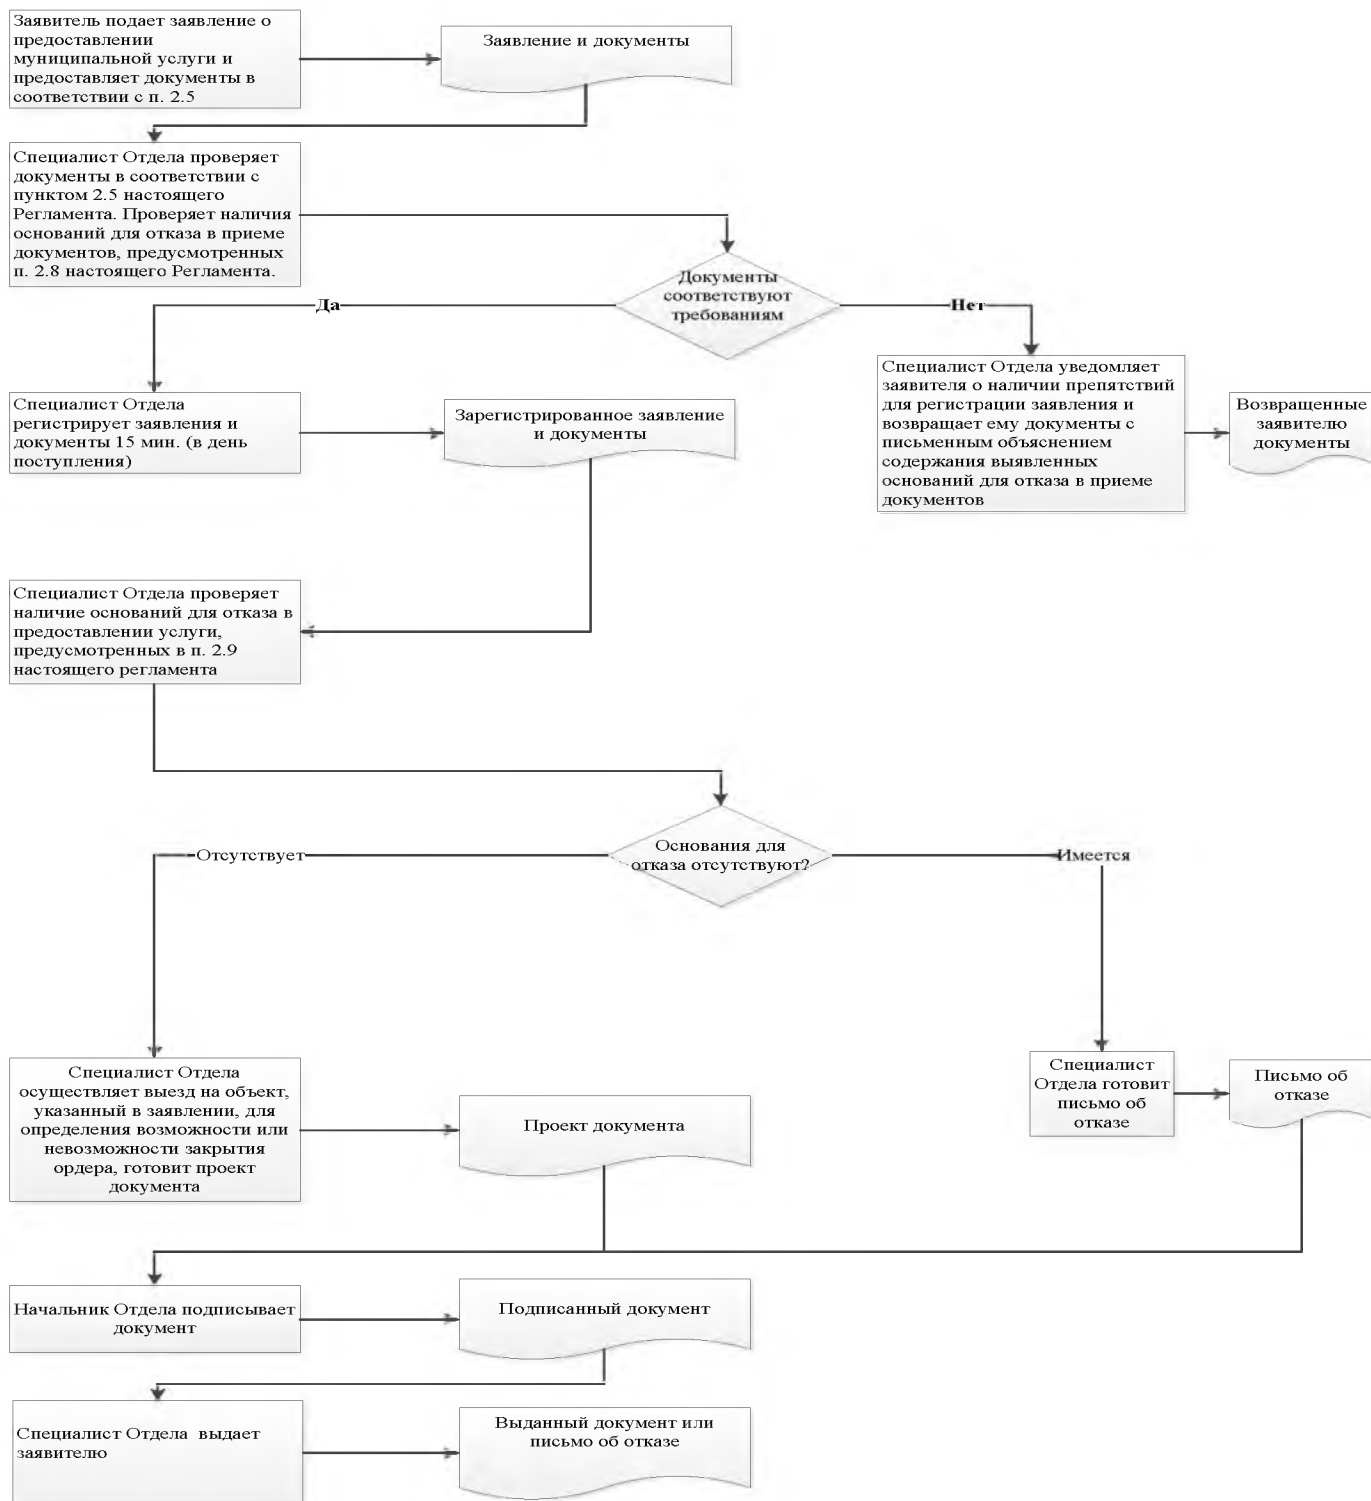 Заявитель подает заявление о
предоставлении
муниципальной услуги и
предоставляет документы в
соответствии с п. 2.5
Заявление и документы
Специалист Отдела проверяет
документы в соответствии с
пунктом 2.5 настоящего
Регламента. Проверяет наличия
оснований для отказа в приеме
документов, предусмотренных
п. 2.8 настоящего Регламента.
Документы
соответствуют
требованиям
Да
Нет
Специалист Отдела
регистрирует заявления и
документы 15 мин. (в день
поступления)
Зарегистрированное заявление
и документы
Специалист Отдела уведомляет
заявителя о наличии препятствий
для регистрации заявления и
возвращает ему документы с
письменным объяснением
содержания выявленных
оснований для отказа в приеме
документов
Возвращенные
заявителю
документы
Специалист Отдела проверяет
наличие оснований для отказа в
предоставлении услуги,
предусмотренных в п. 2.9
настоящего регламента
Основания для
отказа отсутствуют?
Отсутствует
Имеется
Специалист Отдела
осуществляет выезд на объект,
указанный в заявлении, для
определения возможности или
невозможности закрытия
ордера, готовит проект
документа
Проект документа
Специалист
Отдела готовит
письмо об
отказе
Письмо об
отказе
Начальник Отдела подписывает
документ
Подписанный документ
Специалист Отдела  выдает
заявителю
Выданный документ или
письмо об отказе